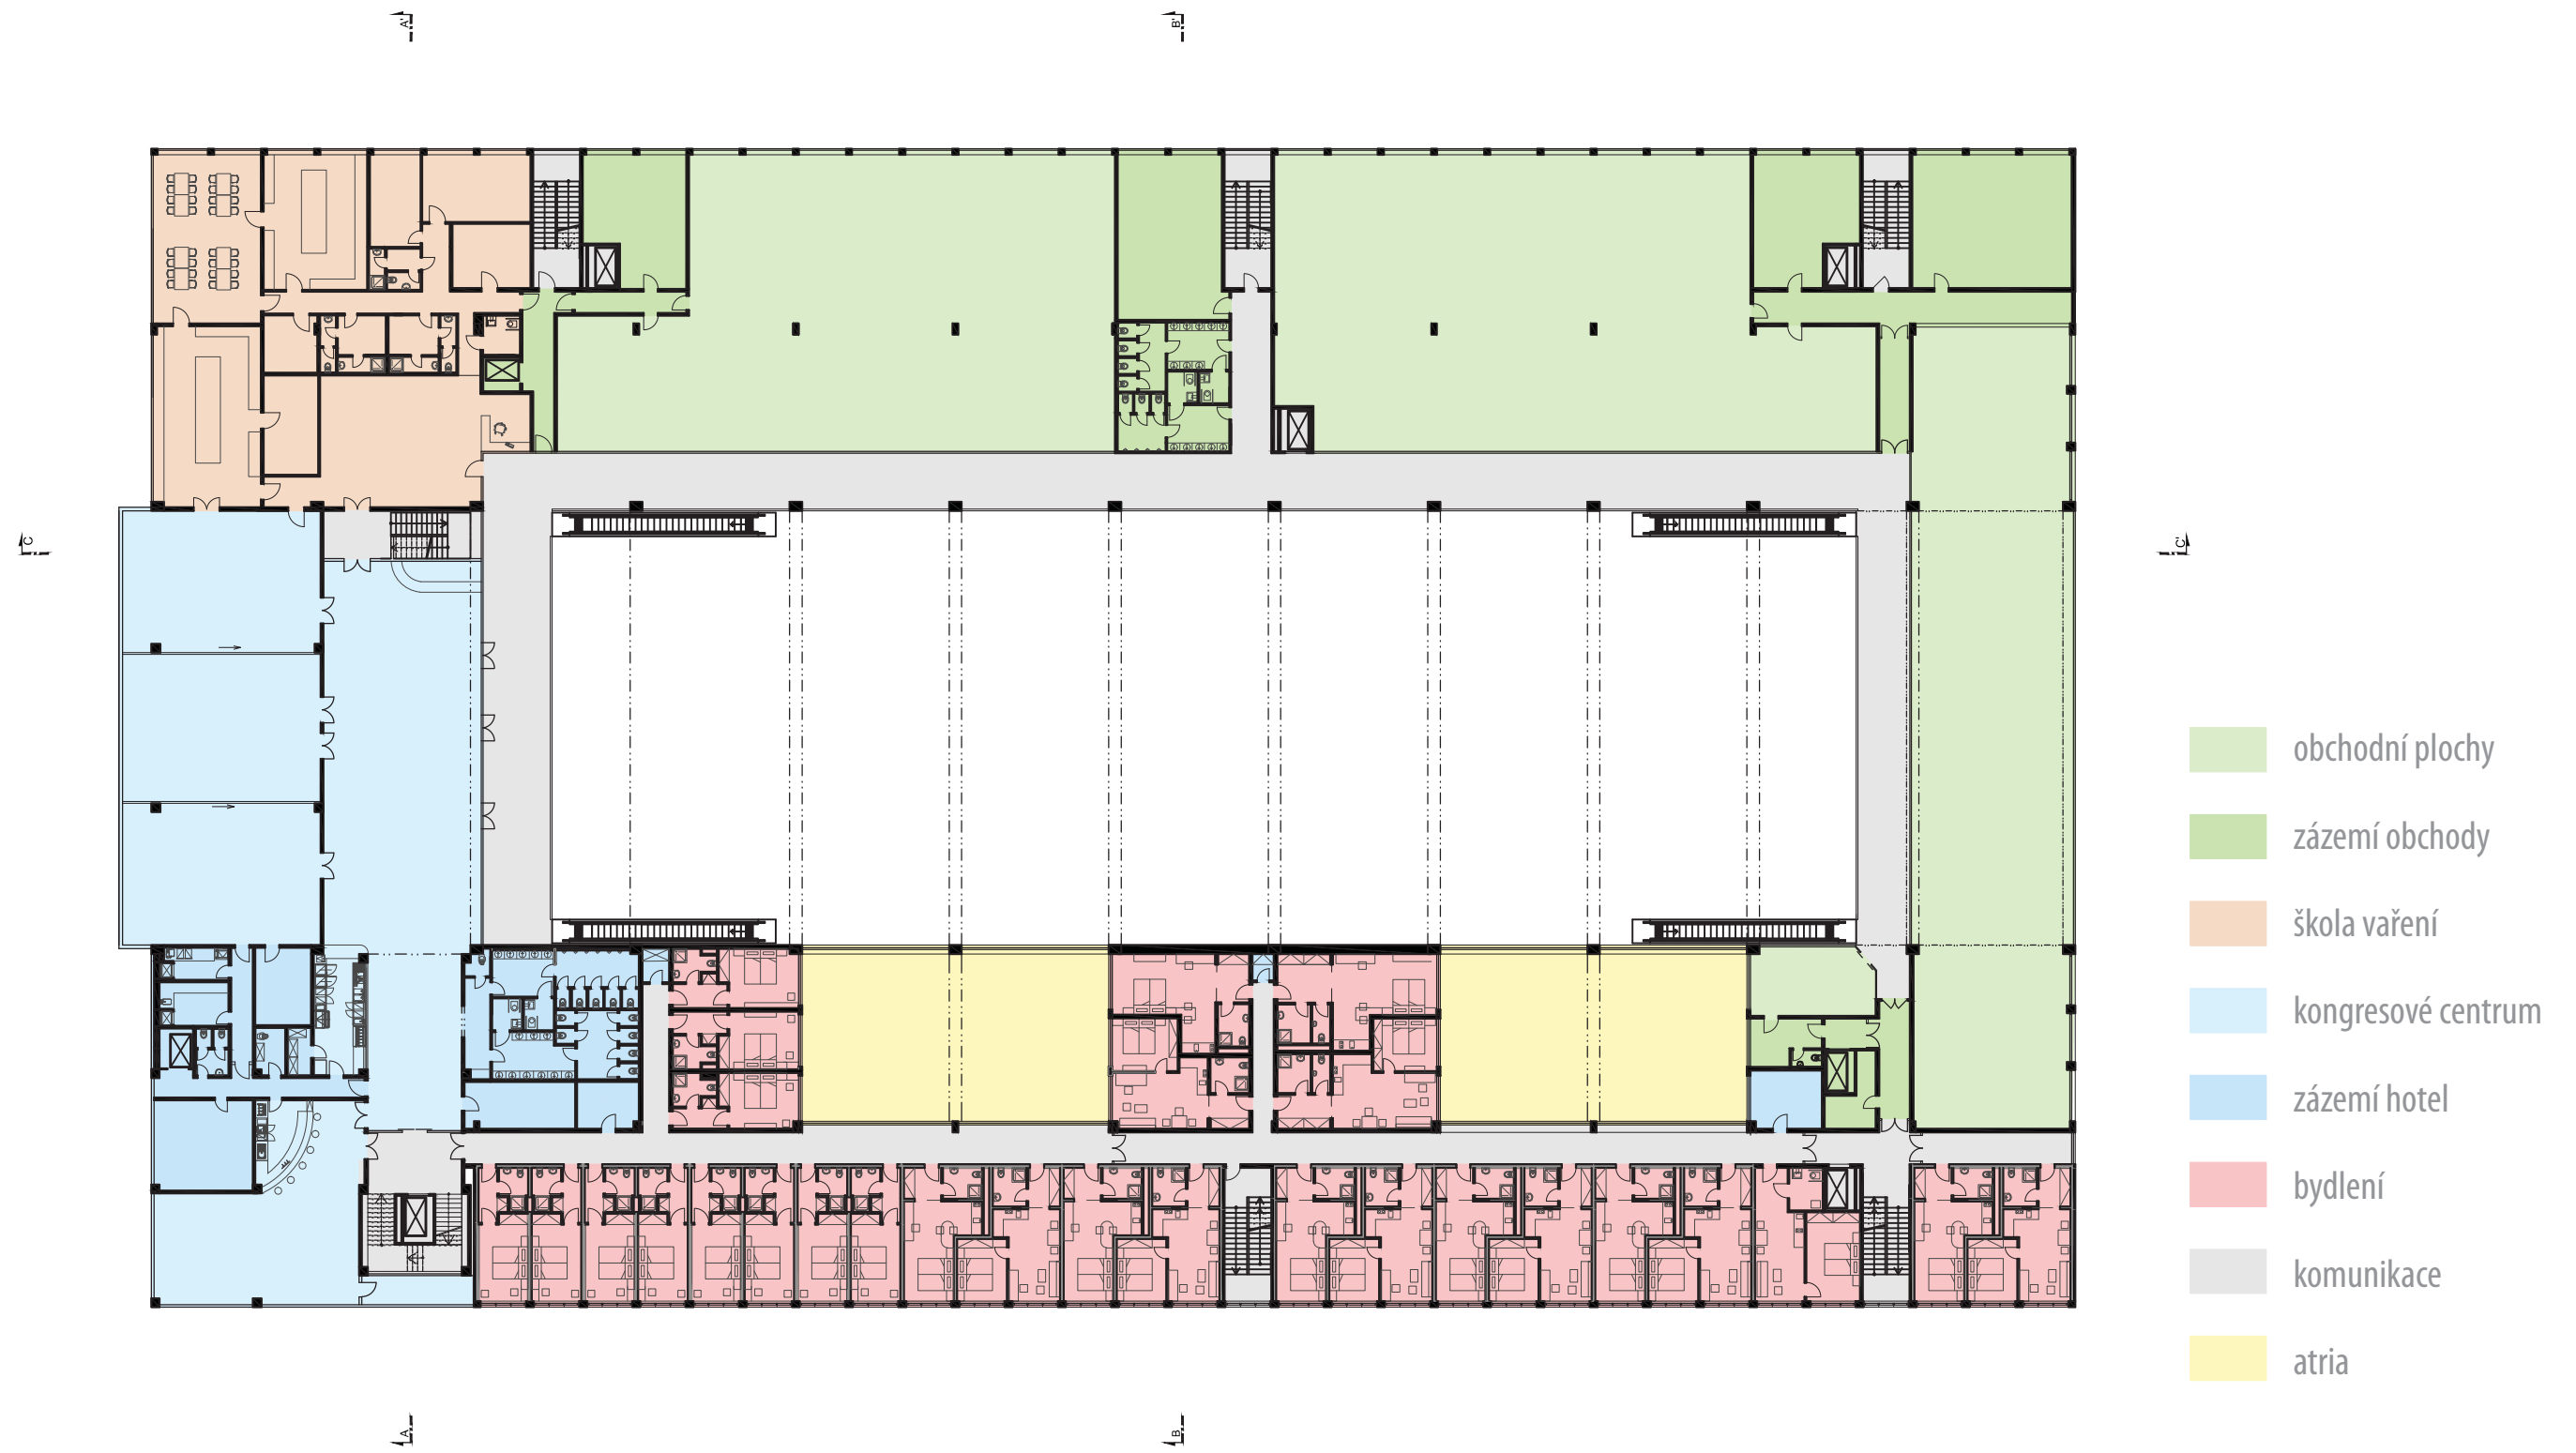 A'
B'
C
C'
obchodní plochy
zázemí obchody
škola vaření
kongresové centrum
zázemí hotel
bydlení
komunikace
atria
A
B